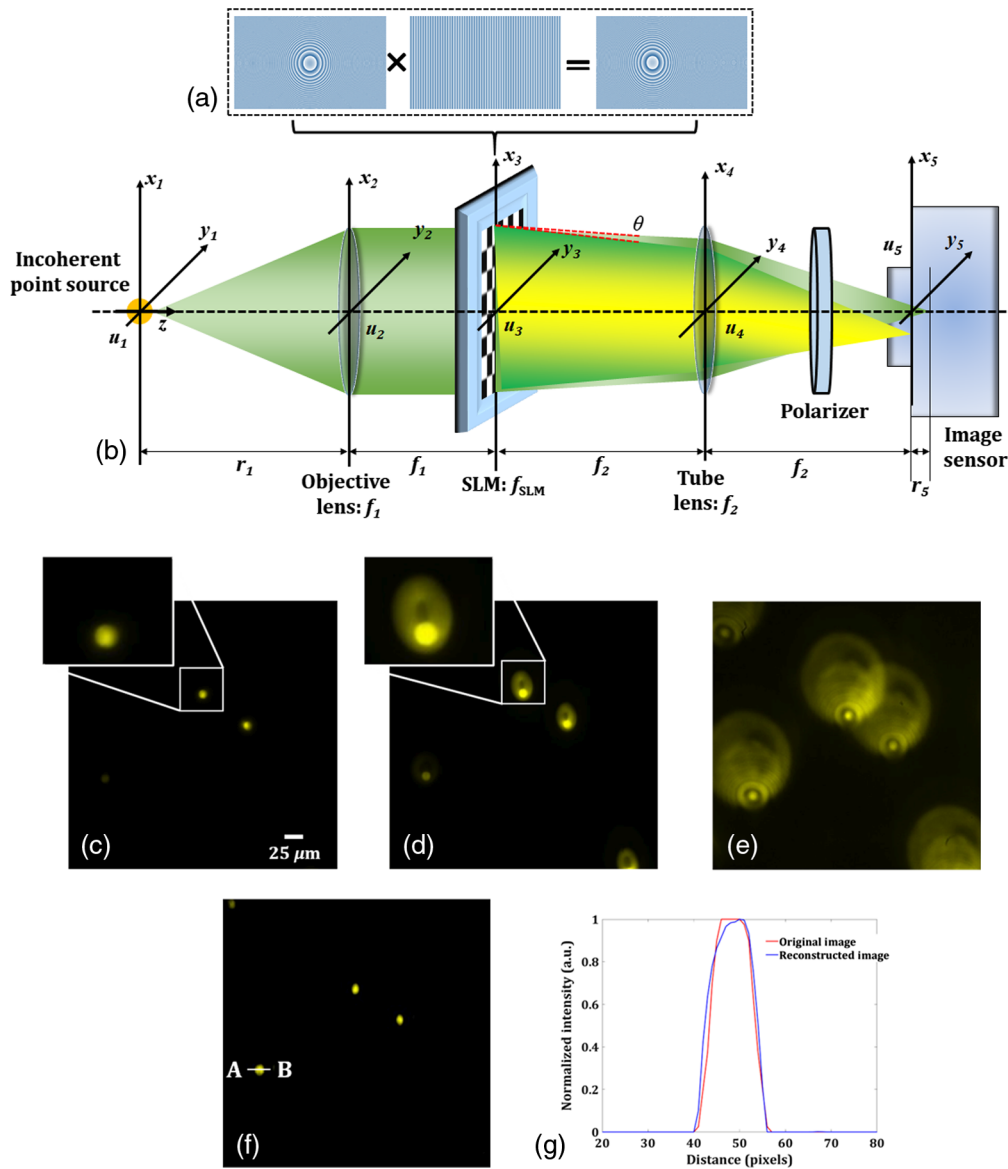 (a)
×
=
x₁
x₂
x₃
x₄
x₅
y₁
y₂
y₃
y₄
y₅
θ
Incoherent
point source
z
u₁
u₂
u₃
u₄
u₅
Polarizer
(b)
r₁
f₁
f₂
f₂
r₅
Objective
lens: f₁
SLM: f_SLM
Tube
lens: f₂
Image
sensor
(c)
25 μm
(d)
(e)
A
B
(f)
1
0.8
0.6
0.4
0.2
0
Normalized intensity (a.u.)
Original image
Reconstructed image
20
30
40
50
60
70
80
Distance (pixels)
(g)